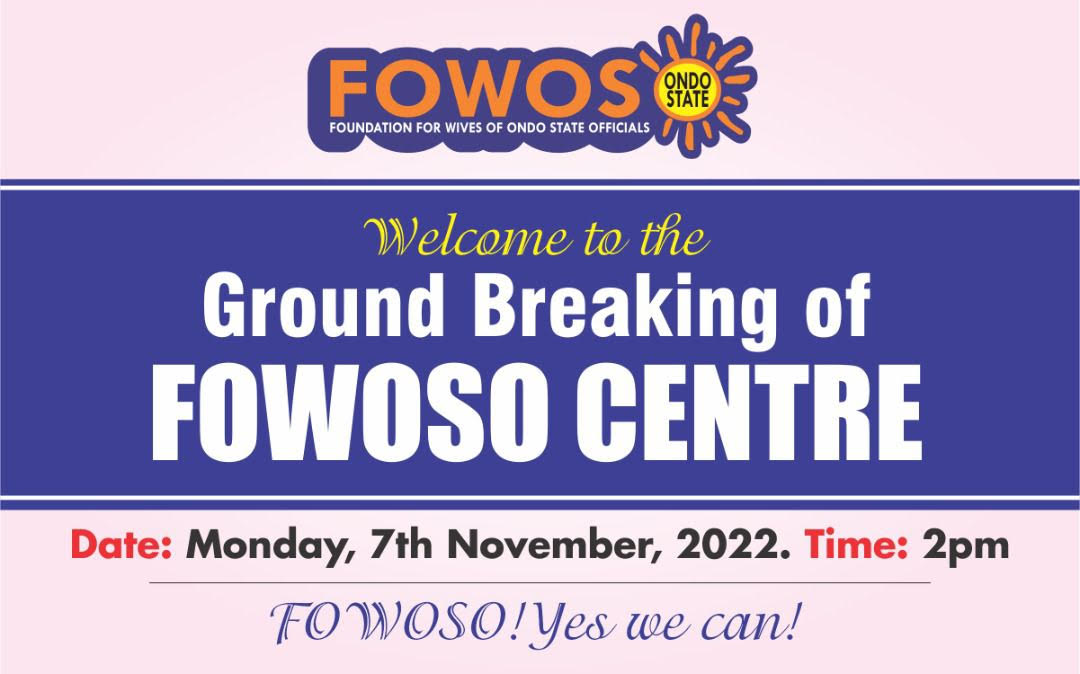 FOWOS
ONDO
STATE
FOUNDATION FOR WIVES OF ONDO STATE OFFICIALS
Welcome to the
Ground Breaking of
FOWOSO CENTRE
Date: Monday, 7th November, 2022. Time: 2pm
FOWOSO! Yes we can!